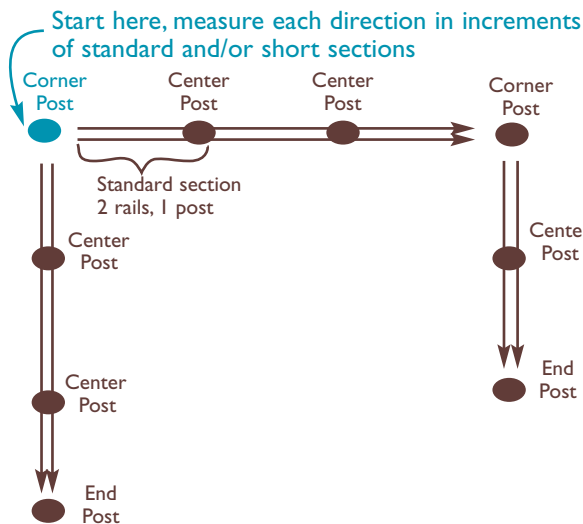 Start here, measure each direction in increments
of standard and/or short sections
Corner
Post
Center
Post
Center
Post
Corner
Post
Standard section
2 rails, 1 post
Center
Post
Cente
Post
Center
Post
End
Post
End
Post